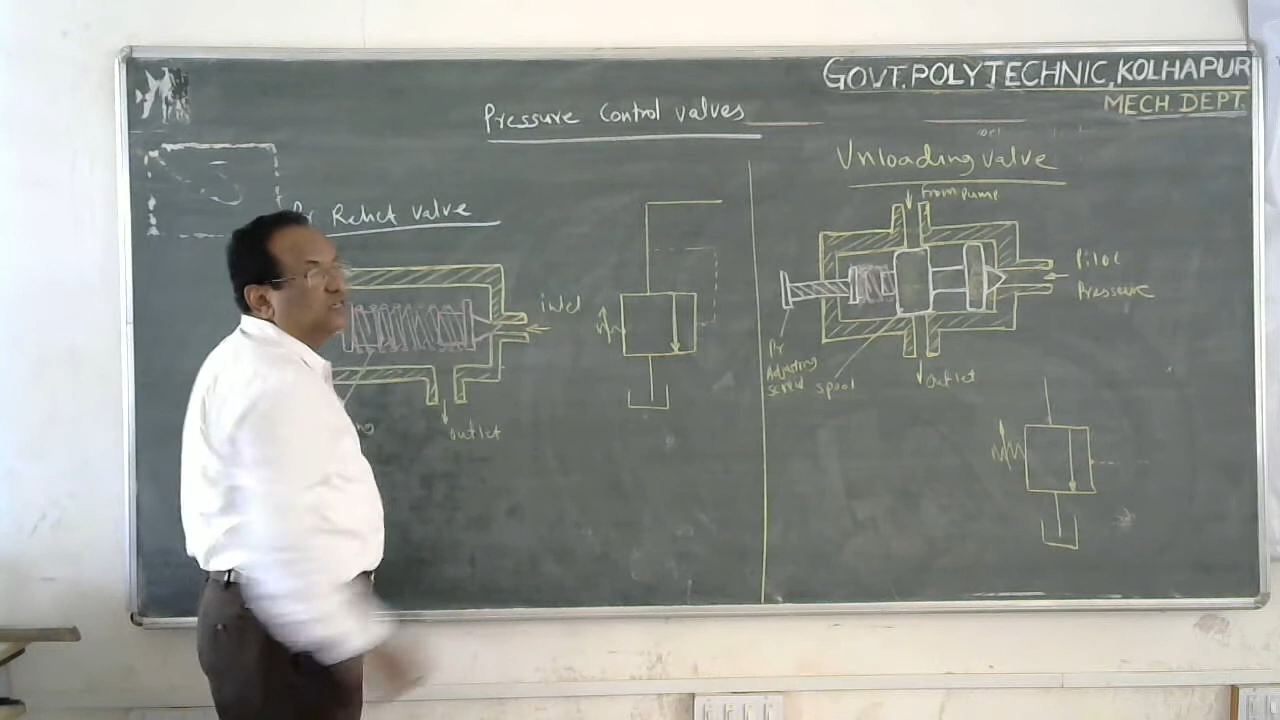 GOVT. POLYTECHNIC, KOLHAPUR
MECH DEPT.
Pressure Control valves
Pr Relief valve
inlet
outlet
Unloading valve
from pump
Pilot
Pressure
Pr
Adjusting
screw
spool
outlet